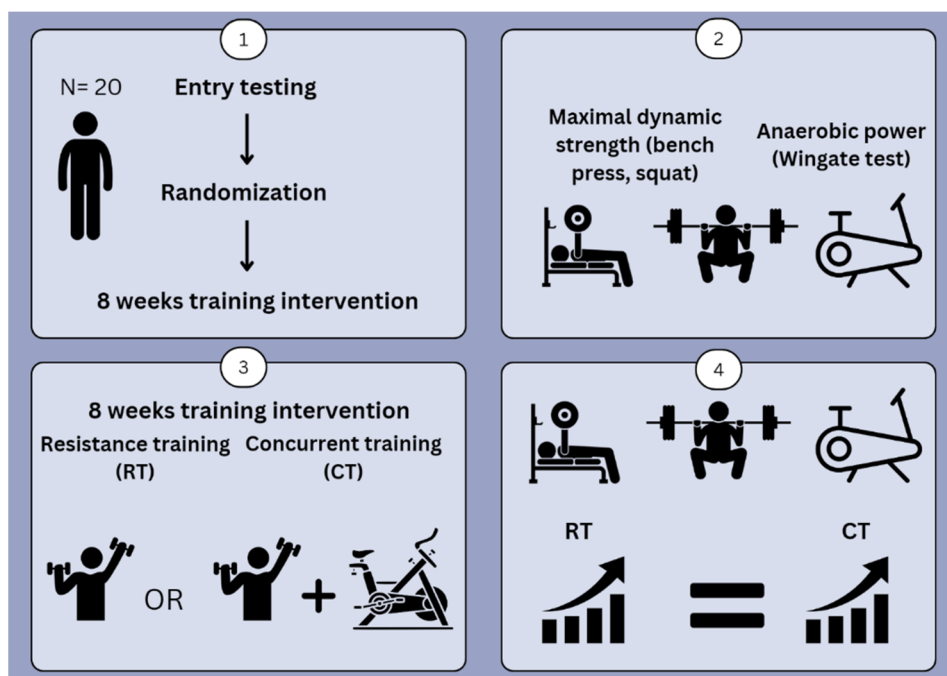 1
N= 20
Entry testing
Randomization
8 weeks training intervention
2
Maximal dynamic
strength (bench
press, squat)
Anaerobic power
(Wingate test)
3
8 weeks training intervention
Resistance training
(RT)
Concurrent training
(CT)
OR
4
RT
CT